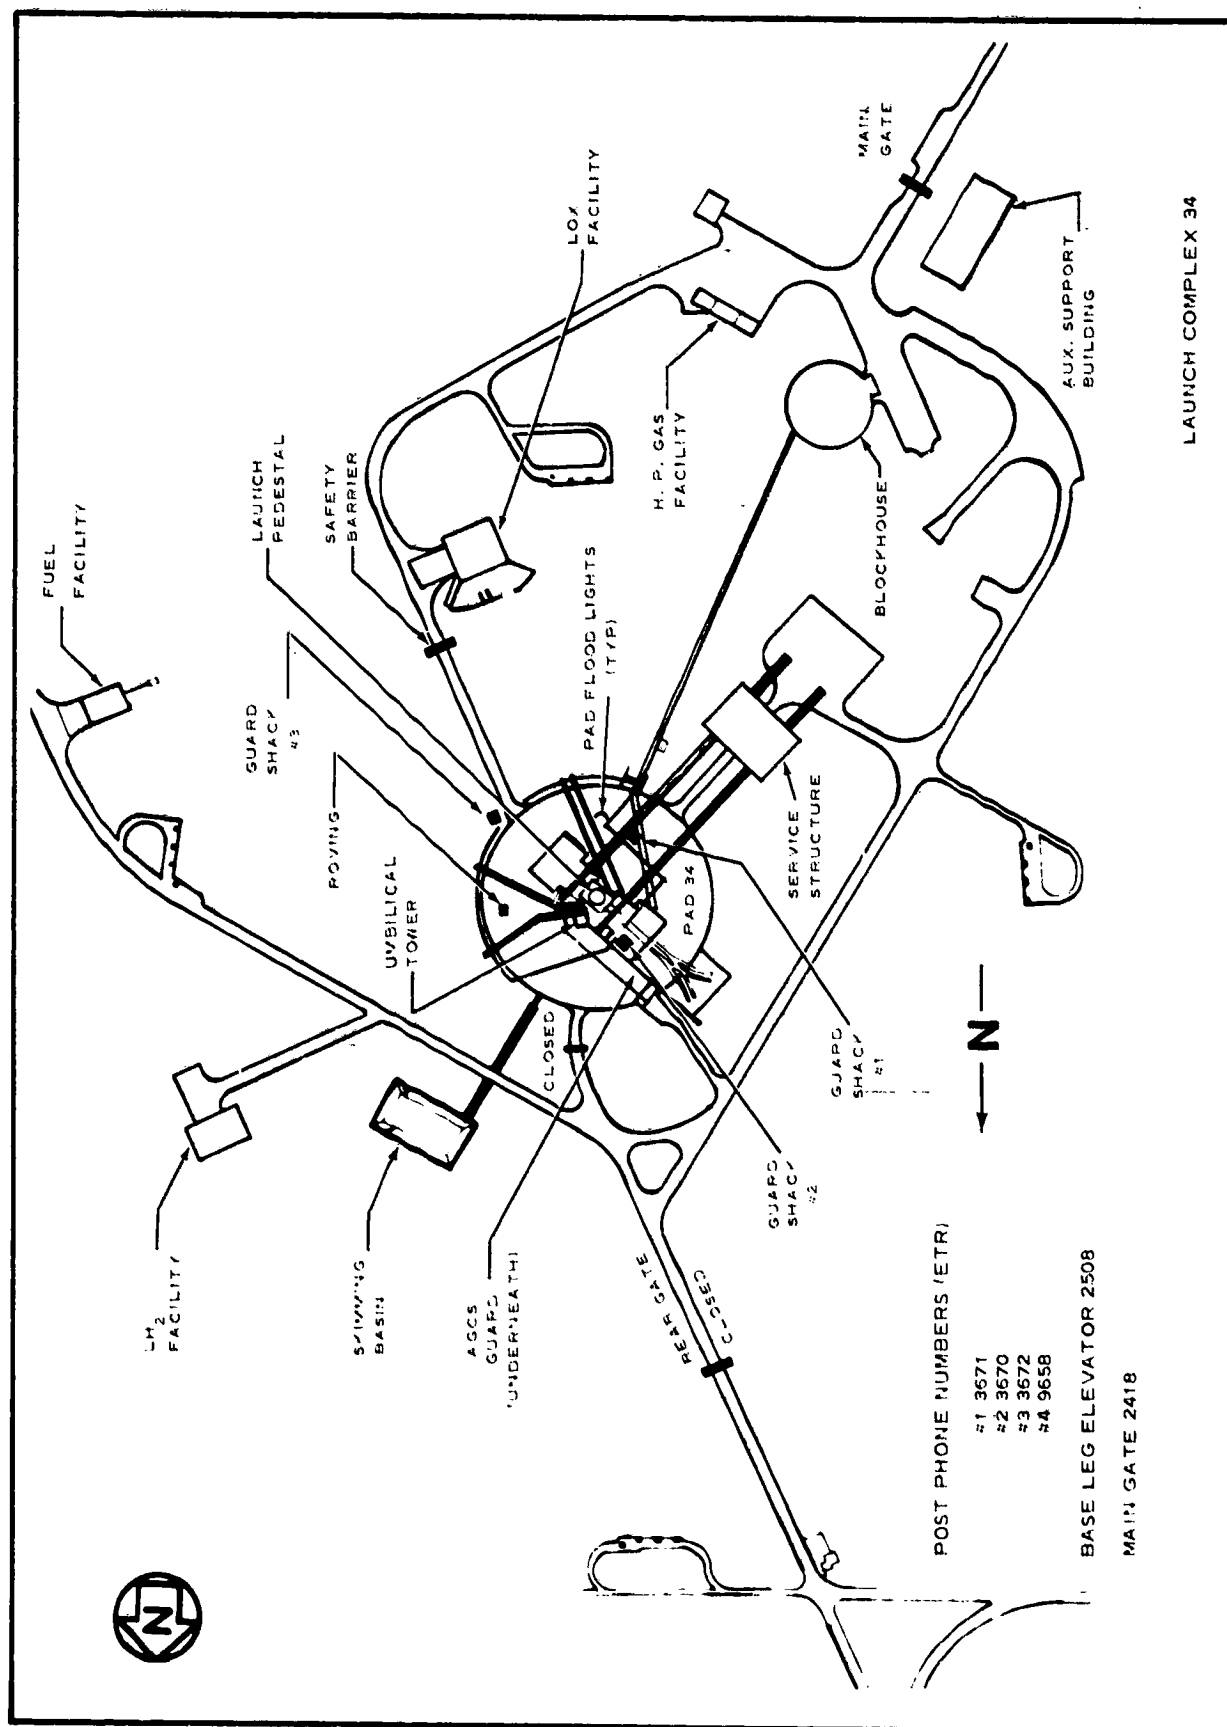 FUEL
FACILITY
LAUNCH
PEDESTAL
SAFETY
BARRIER
LOX
FACILITY
MAIN
GATE
GUARD
SHACK
#3
ROVING
UMBILICAL
TOWER
PAD FLOOD LIGHTS
(TYP)
H. P. GAS
FACILITY
BLOCKHOUSE
AUX. SUPPORT
BUILDING
LH2
FACILITY
SKIMMING
BASIN
CLOSED
PAD 34
SERVICE
STRUCTURE
AGCS
GUARD
(UNDERNEATH)
GUARD
SHACK
#2
GUARD
SHACK
#1
REAR GATE
CLOSED
N
N
POST PHONE NUMBERS (ETR)
#1 3671
#2 3670
#3 3672
#4 9658
BASE LEG ELEVATOR 2508
MAIN GATE 2418
LAUNCH COMPLEX 34